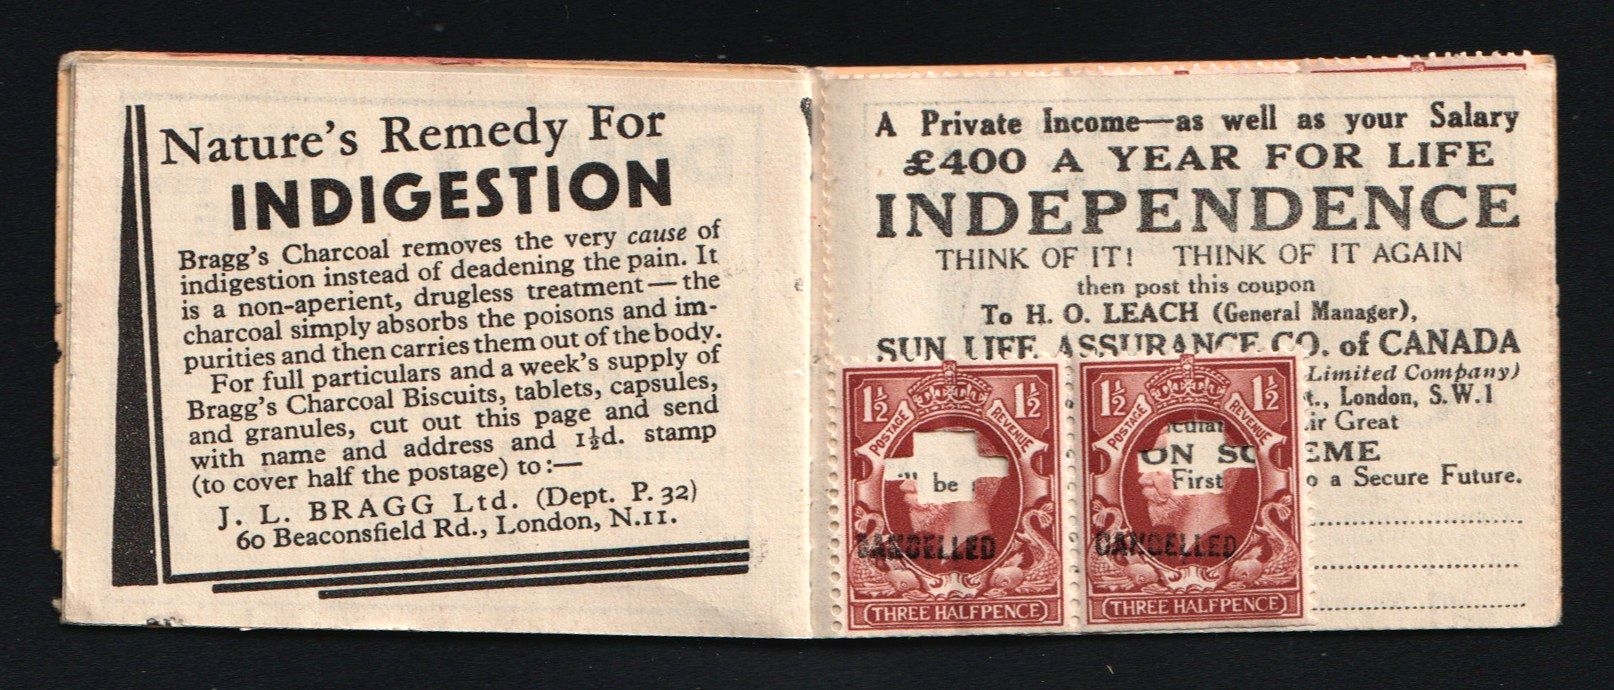 Nature's Remedy For
INDIGESTION
Bragg's Charcoal removes the very cause of
indigestion instead of deadening the pain. It
is a non-aperient, drugless treatment — the
charcoal simply absorbs the poisons and im-
purities and then carries them out of the body.
For full particulars and a week's supply of
Bragg's Charcoal Biscuits, tablets, capsules,
and granules, cut out this page and send
with name and address and 1½d. stamp
(to cover half the postage) to:—
J. L. BRAGG Ltd. (Dept. P. 32)
60 Beaconsfield Rd., London, N.11.
A Private Income—as well as your Salary
£400 A YEAR FOR LIFE
INDEPENDENCE
THINK OF IT! THINK OF IT AGAIN
then post this coupon
To H. O. LEACH (General Manager),
SUN LIFE ASSURANCE CO. of CANADA
Limited Company)
t., London, S.W.1
ir Great
EME
o a Secure Future.
1½ 1½
POSTAGE REVENUE
ill be
CANCELLED
(THREE HALFPENCE)
1½ 1½
POSTAGE REVENUE
cular
ON SC
First
CANCELLED
(THREE HALFPENCE)